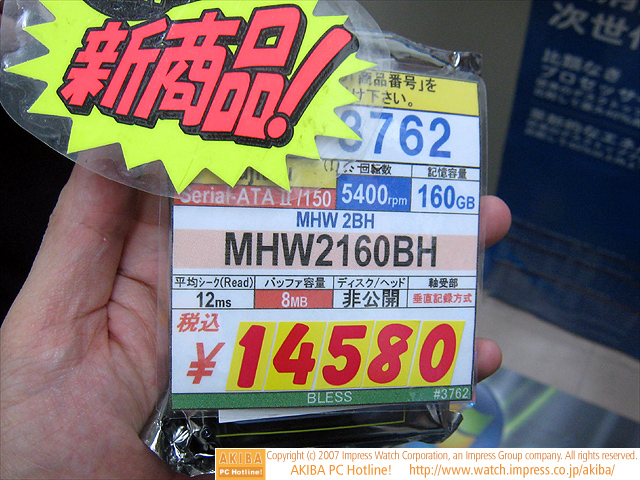 新商品!
商品番号」を
け下さい。
3762
回転数
記憶容量
Serial-ATA II/150
5400rpm
160GB
MHW 2BH
MHW2160BH
平均シーク(Read)
バッファ容量
ディスク/ヘッド
軸受部
12ms
8MB
非公開
垂直記録方式
税込
¥14580
BLESS
#3762
次世代
比類なき
プロセッサ
AKIBA
PC Hotline!
Copyright (c) 2007 Impress Watch Corporation, an Impress Group company. All rights reserved.
AKIBA PC Hotline! http://www.watch.impress.co.jp/akiba/